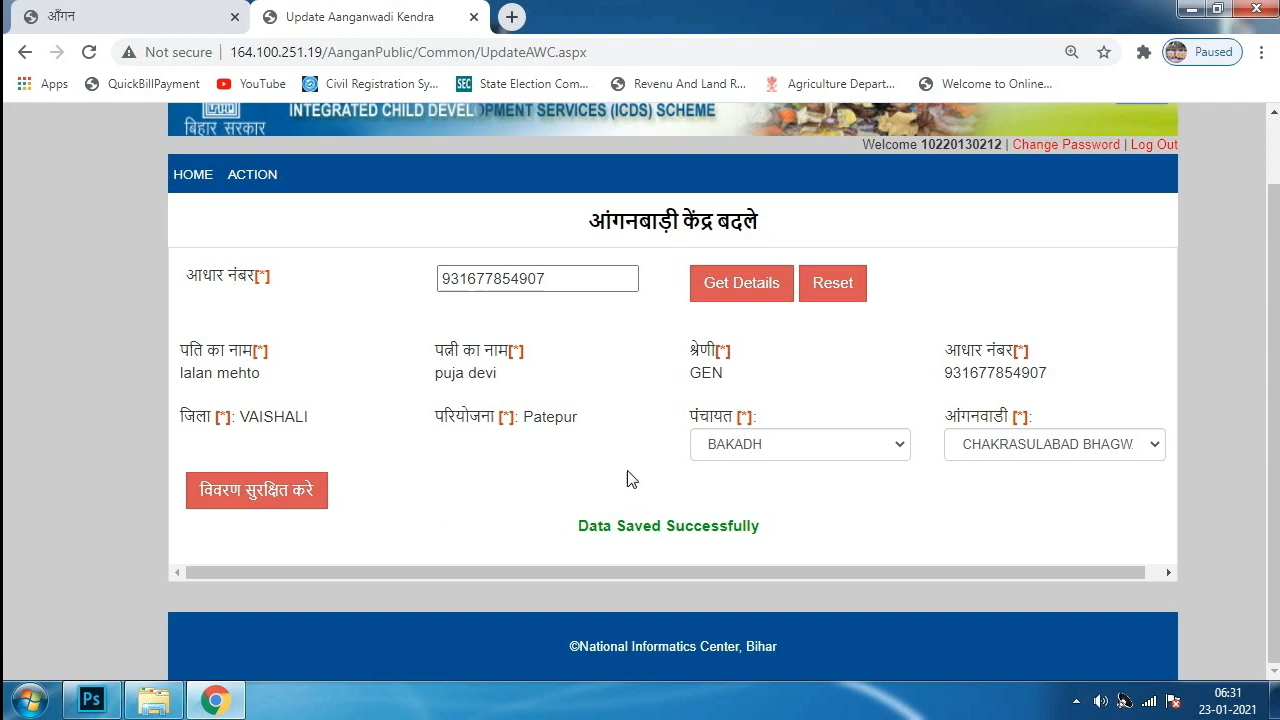 आँगन
Update Aanganwadi Kendra
Not secure 164.100.251.19/AanganPublic/Common/UpdateAWC.aspx Paused
Apps QuickBillPayment YouTube Civil Registration Sy... State Election Com... Revenu And Land R... Agriculture Depart... Welcome to Online...
बिहार सरकार
INTEGRATED CHILD DEVELOPMENT SERVICES (ICDS) SCHEME
Welcome 10220130212 | Change Password | Log Out
HOME ACTION
आंगनबाड़ी केंद्र बदले
आधार नंबर[*] 931677854907 Get Details Reset
पति का नाम[*] पत्नी का नाम[*] श्रेणी[*] आधार नंबर[*]
lalan mehto puja devi GEN 931677854907
जिला [*]: VAISHALI परियोजना [*]: Patepur पंचायत [*]: आंगनवाडी [*]:
BAKADH CHAKRASULABAD BHAGW
विवरण सुरक्षित करे
Data Saved Successfully
©National Informatics Center, Bihar
Ps
06:31
23-01-2021